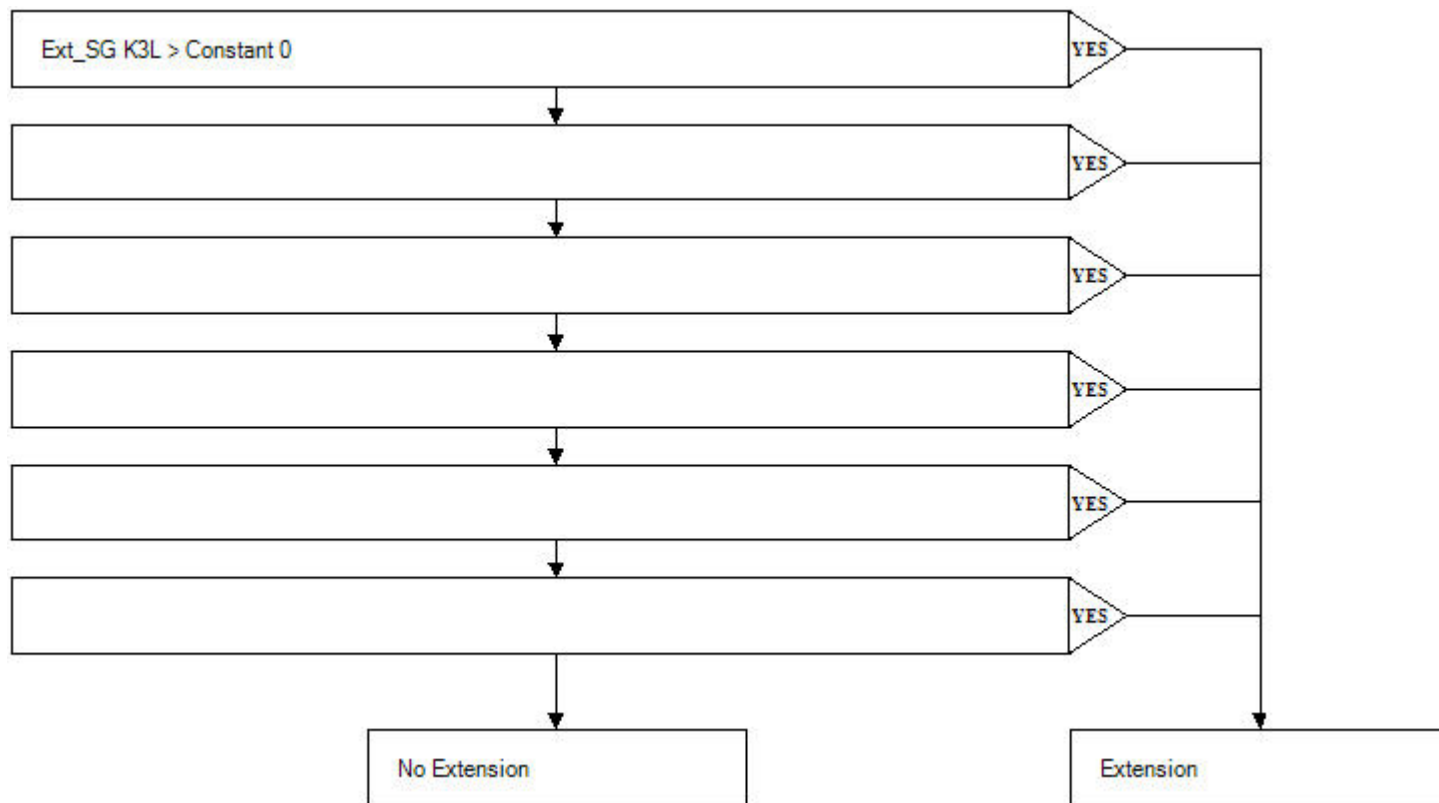 Ext_SG K3L > Constant 0
YES
YES
YES
YES
YES
YES
No Extension
Extension